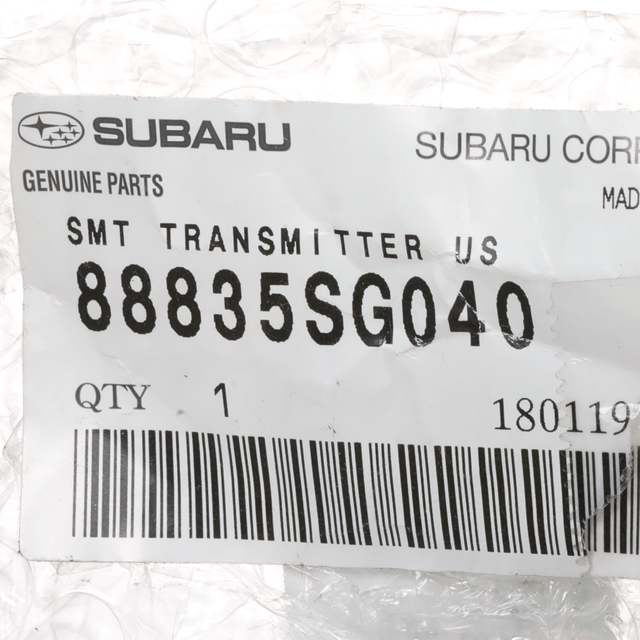 SUBARU SUBARU CORP
GENUINE PARTS MAD
SMT TRANSMITTER US
88835SG040
QTY 1 180119